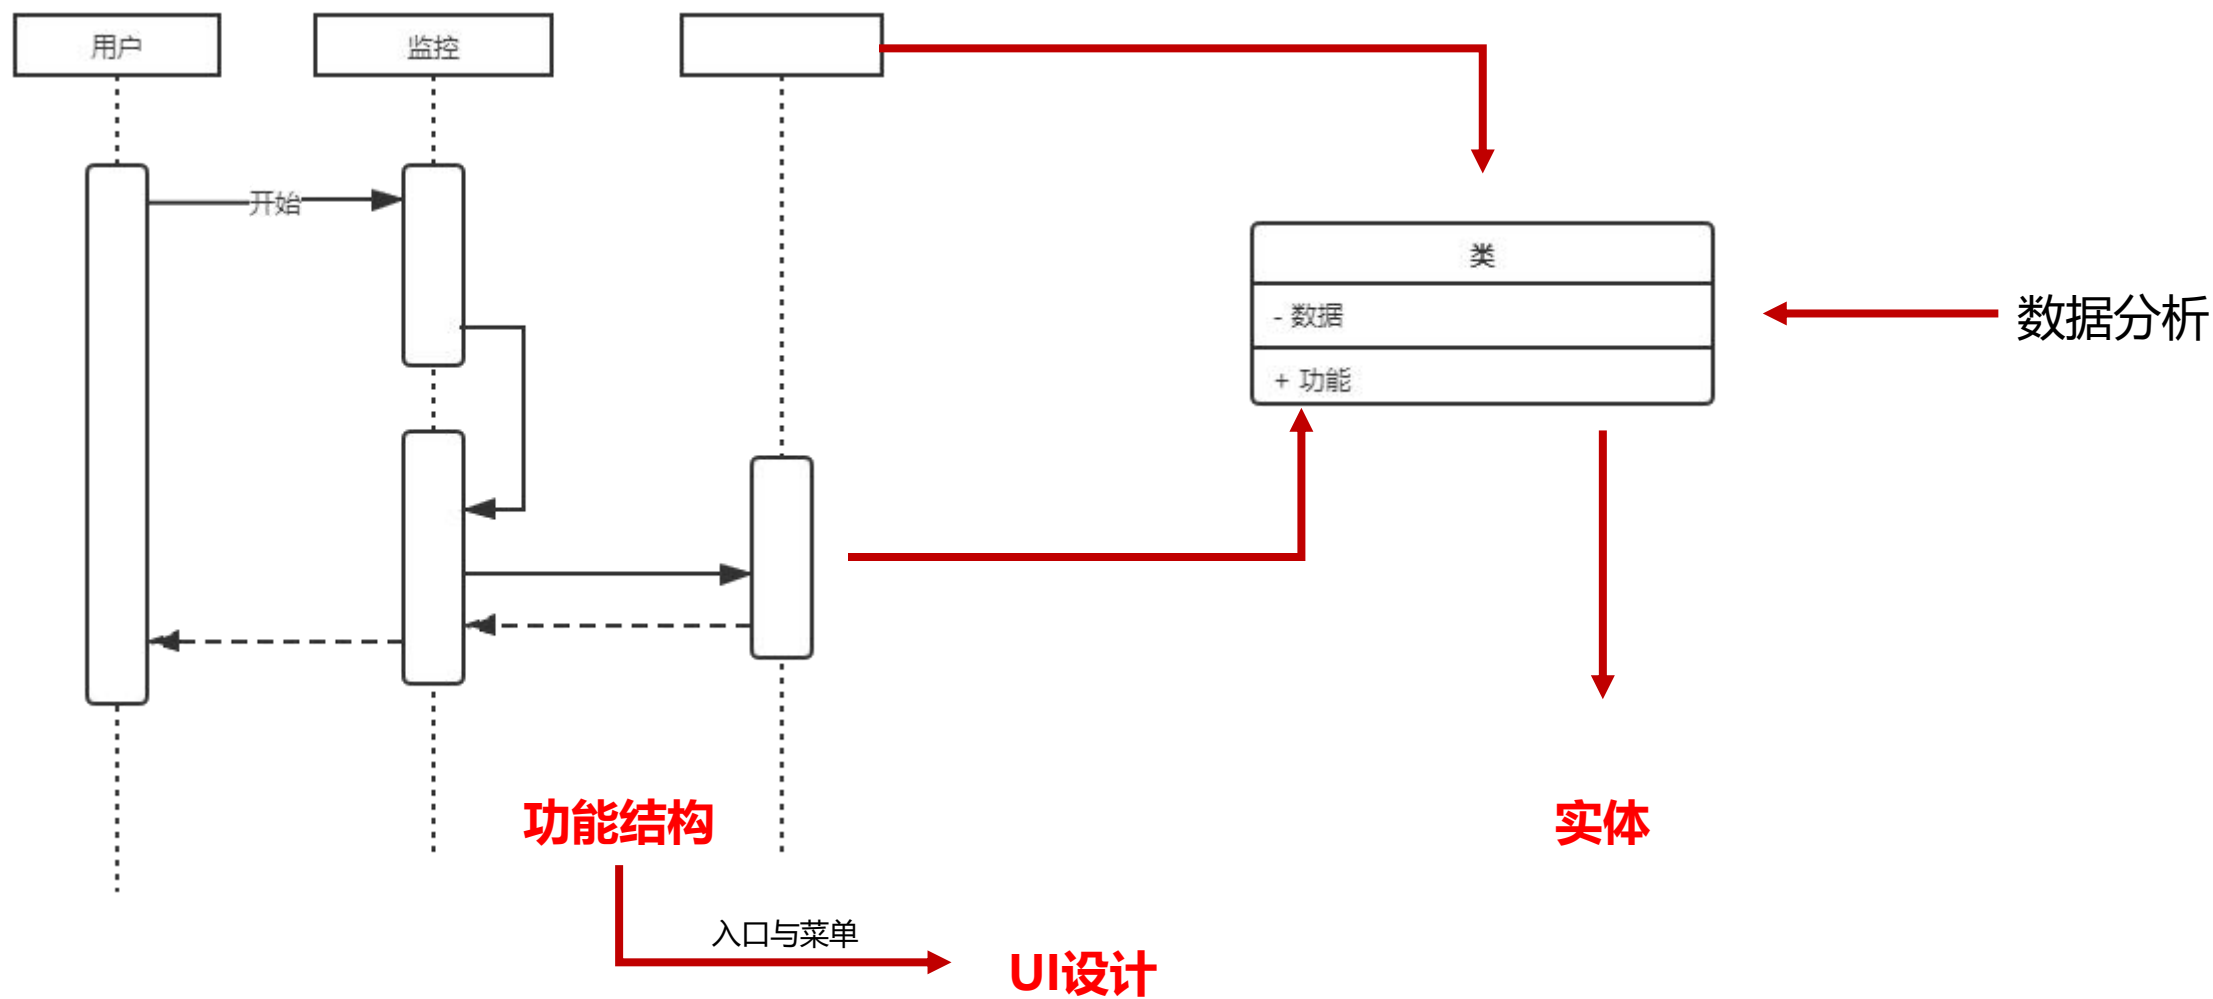 用户
监控
开始
类
- 数据
+ 功能
数据分析
功能结构
实体
入口与菜单
UI设计